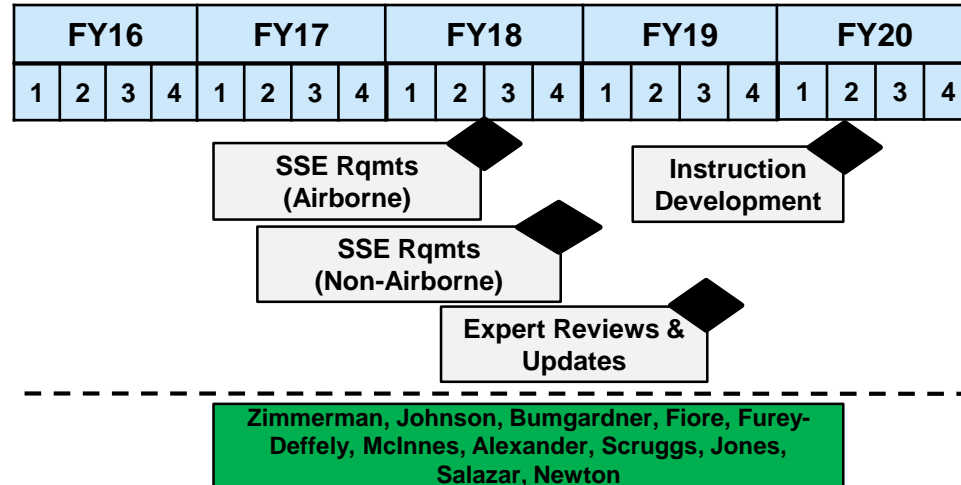 FY16 FY17 FY18 FY19 FY20
1 2 3 4 1 2 3 4 1 2 3 4 1 2 3 4 1 2 3 4
SSE Rqmts
(Airborne)
Instruction
Development
SSE Rqmts
(Non-Airborne)
Expert Reviews &
Updates
Zimmerman, Johnson, Bumgardner, Fiore, Furey-
Deffely, McInnes, Alexander, Scruggs, Jones,
Salazar, Newton